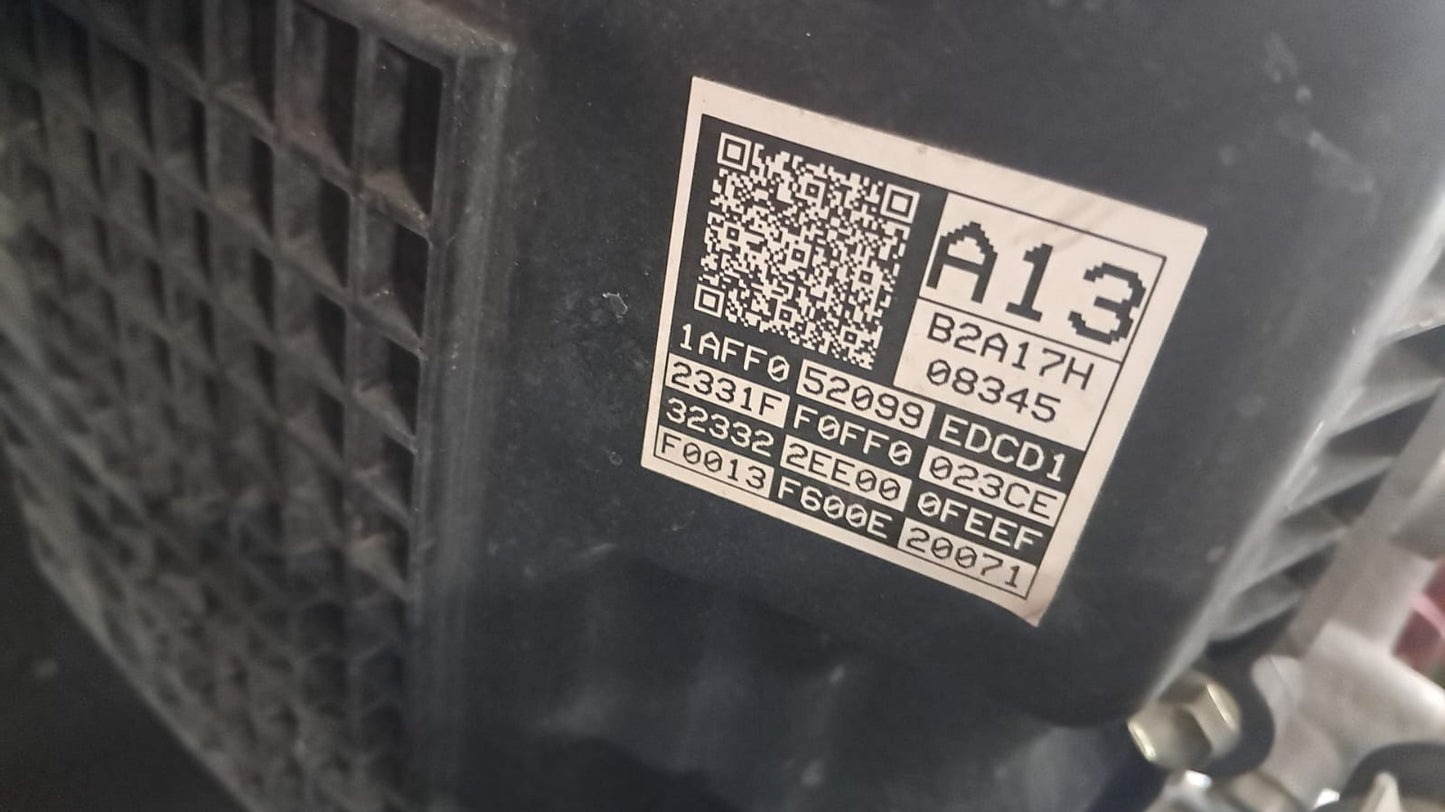 A13
B2A17H
08345
1AFF0 52099 EDCD1
2331F F0FF0 023CE
32332 2EE00 0FEEF
F0013 F600E 20071